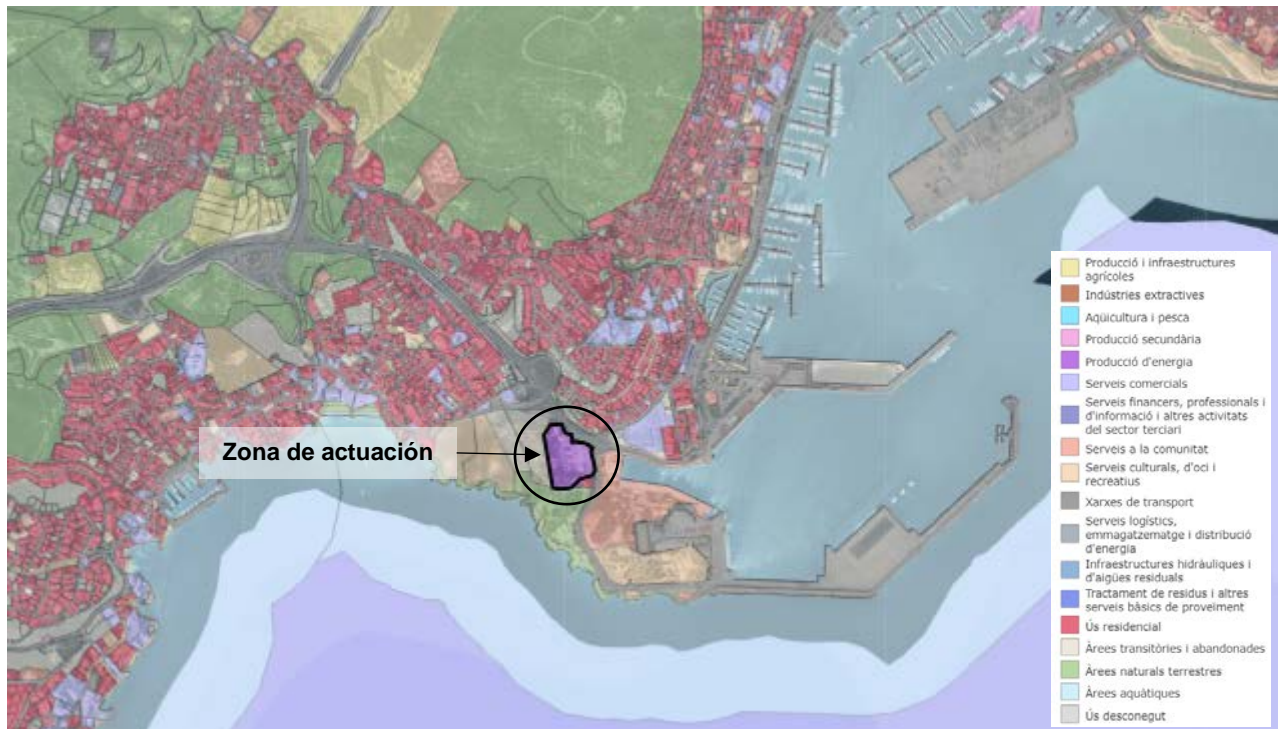 Zona de actuación
Producció i infraestructures
agrícoles
Indústries extractives
Aqüicultura i pesca
Producció secundària
Producció d'energia
Serveis comercials
Serveis financers, professionals i
d'informació i altres activitats
del sector terciari
Serveis a la comunitat
Serveis culturals, d'oci i
recreatius
Xarxes de transport
Serveis logístics,
emmagatzematge i distribució
d'energia
Infraestructures hidràuliques i
d'aigües residuals
Tractament de residus i altres
serveis bàsics de proveïment
Ús residencial
Àrees transitòries i abandonades
Àrees naturals terrestres
Àrees aquàtiques
Ús desconegut